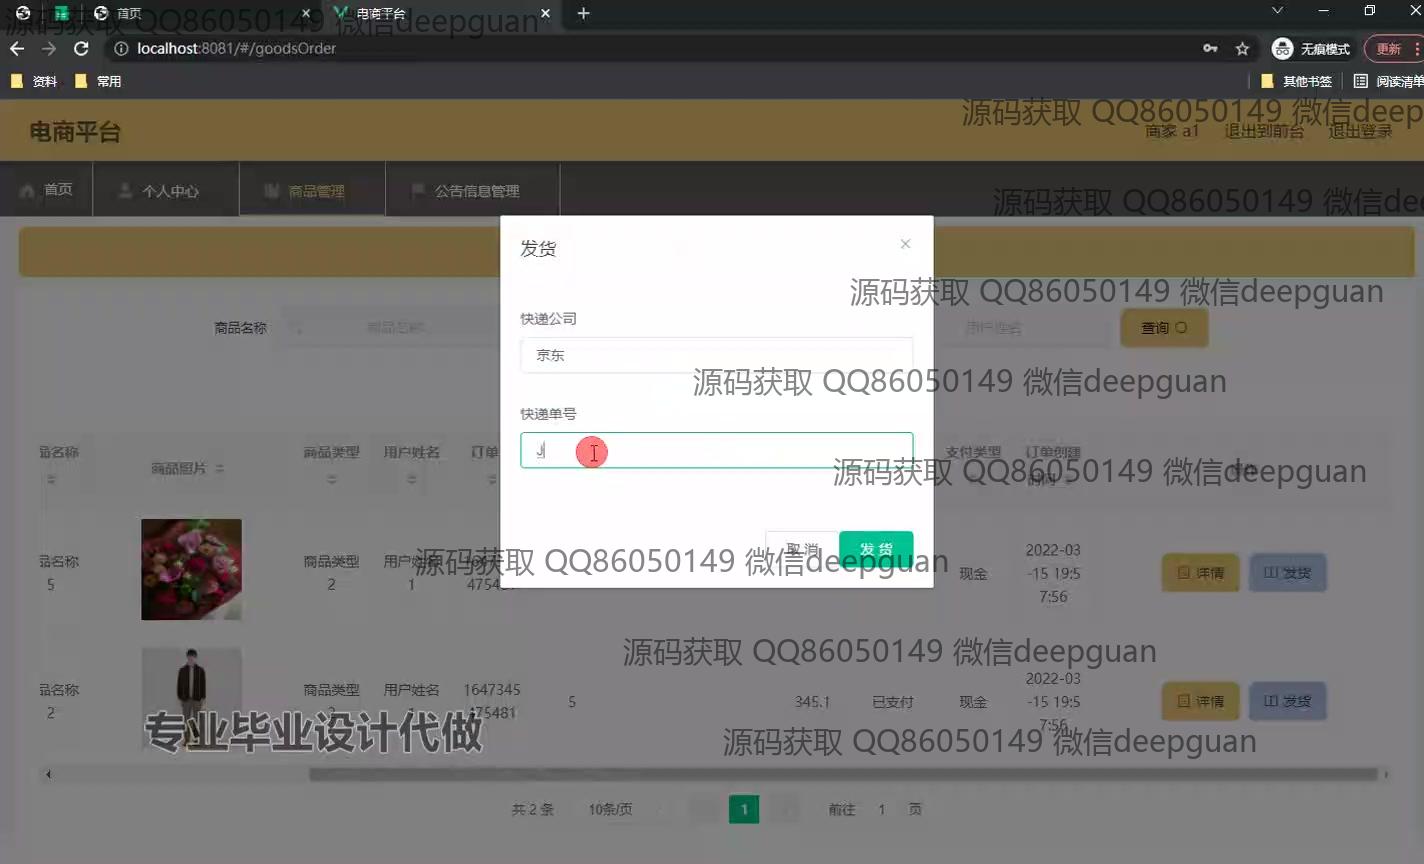 首页
电商平台
源码获取 QQ86050149 微信deepguan
localhost:8081/#/goodsOrder
无痕模式
更新
资料
常用
其他书签
阅读清单
电商平台
源码获取 QQ86050149 微信deep
商家 a1
退出到前台
退出登录
首页
个人中心
商品管理
公告信息管理
源码获取 QQ86050149 微信dee
发货
源码获取 QQ86050149 微信deepguan
快递公司
商品名称
商品名称
用户姓名
查询
京东
源码获取 QQ86050149 微信deepguan
快递单号
J
品名称
商品照片
商品类型
用户姓名
订单
支付类型
订单创建
时间
源码获取 QQ86050149 微信deepguan
取消
发货
源码获取 QQ86050149 微信deepguan
品名称
5
商品类型
2
用户姓名
1
475481
现金
2022-03
-15 19:5
7:56
详情
发货
源码获取 QQ86050149 微信deepguan
品名称
2
商品类型
用户姓名
1
1647345
475481
5
345.1
已支付
现金
2022-03
-15 19:5
7:56
详情
发货
专业毕业设计代做
源码获取 QQ86050149 微信deepguan
共 2 条
10条/页
1
前往
1
页